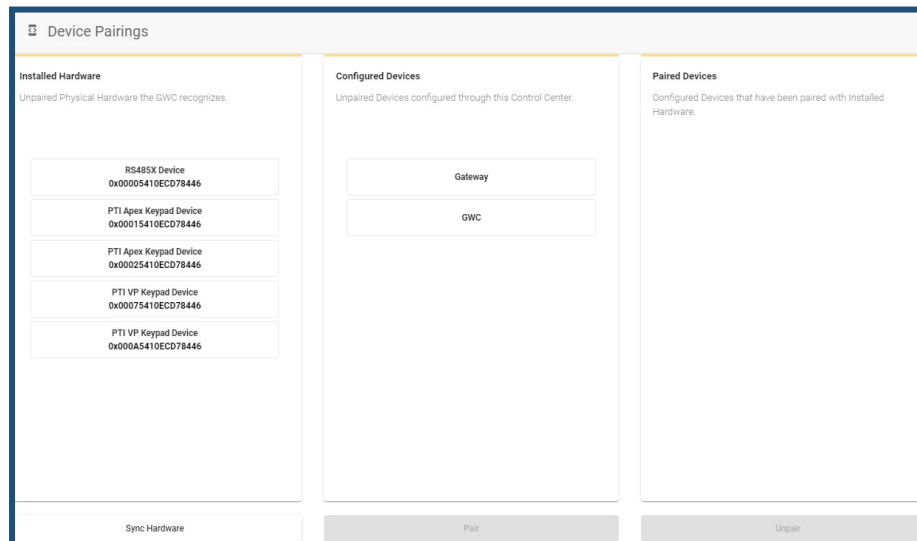 Device Pairings
Installed Hardware
Unpaired Physical Hardware the GWC recognizes.
RS485X Device
0x00005410ECD78446
PTI Apex Keypad Device
0x00015410ECD78446
PTI Apex Keypad Device
0x00025410ECD78446
PTI VP Keypad Device
0x00075410ECD78446
PTI VP Keypad Device
0x000A5410ECD78446
Sync Hardware
Configured Devices
Unpaired Devices configured through this Control Center.
Gateway
GWC
Pair
Paired Devices
Configured Devices that have been paired with Installed
Hardware.
Unpair